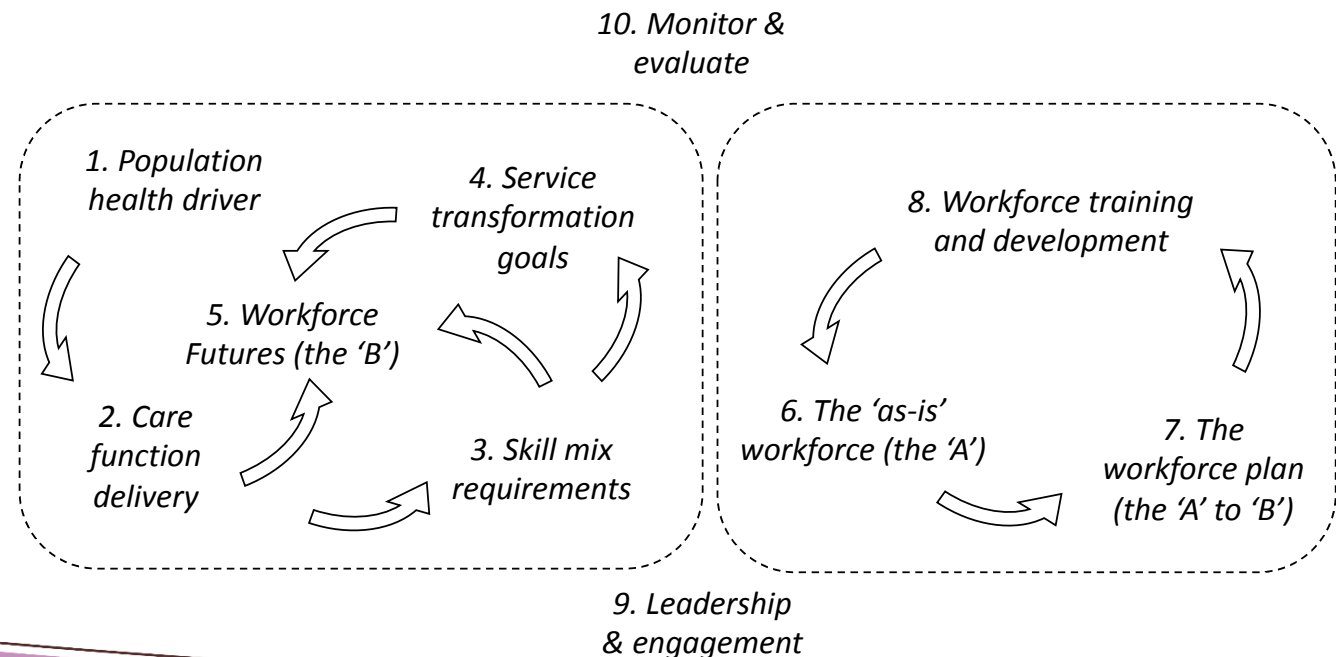 10. Monitor &
evaluate
1. Population
health driver
4. Service
transformation
goals
5. Workforce
Futures (the ‘B’)
2. Care
function
delivery
3. Skill mix
requirements
8. Workforce training
and development
6. The ‘as-is’
workforce (the ‘A’)
7. The
workforce plan
(the ‘A’ to ‘B’)
9. Leadership
& engagement